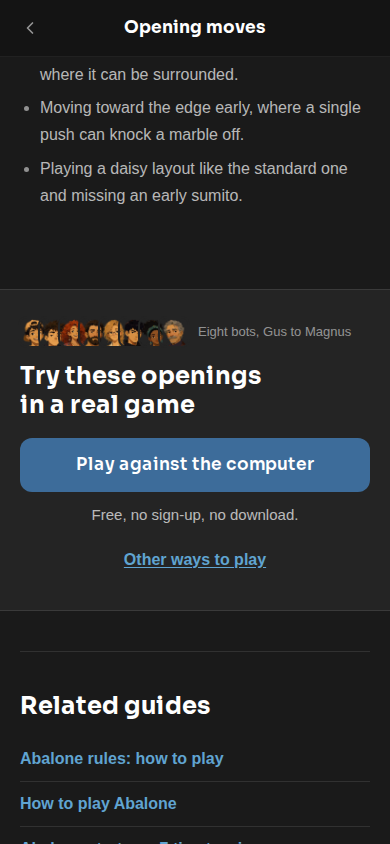 Opening moves
where it can be surrounded.
Moving toward the edge early, where a single
push can knock a marble off.
Playing a daisy layout like the standard one
and missing an early sumito.
Eight bots, Gus to Magnus
Try these openings
in a real game
Play against the computer
Free, no sign-up, no download.
Other ways to play
Related guides
Abalone rules: how to play
How to play Abalone